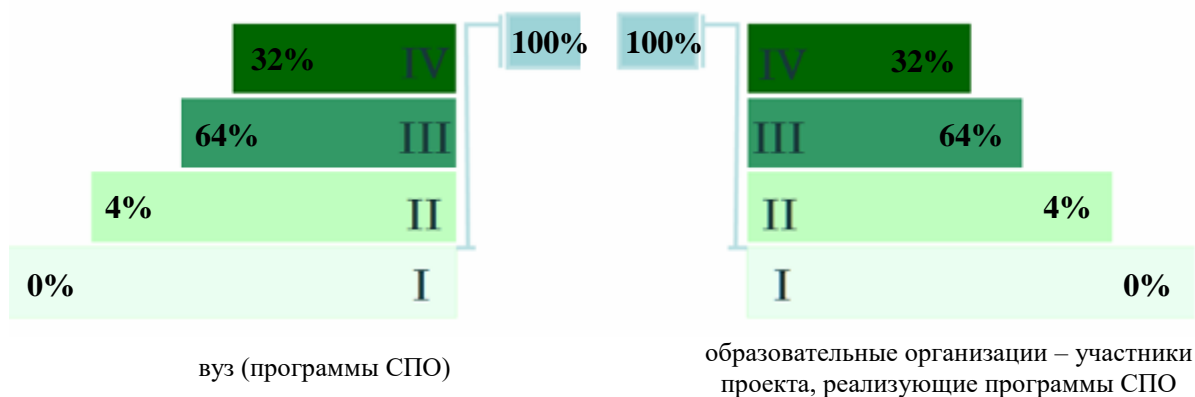 100%
100%
32% IV
IV 32%
64% III
III 64%
4% II
II 4%
0% I
I 0%
вуз (программы СПО)
образовательные организации – участники
проекта, реализующие программы СПО